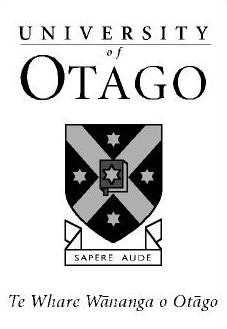 UNIVERSITY
of
OTAGO
SAPERE AUDE
Te Whare Wānanga o Otāgo